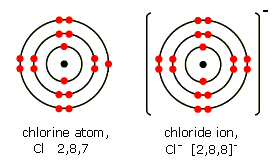 chlorine atom,
Cl 2,8,7
chloride ion,
Cl⁻ [2,8,8]⁻